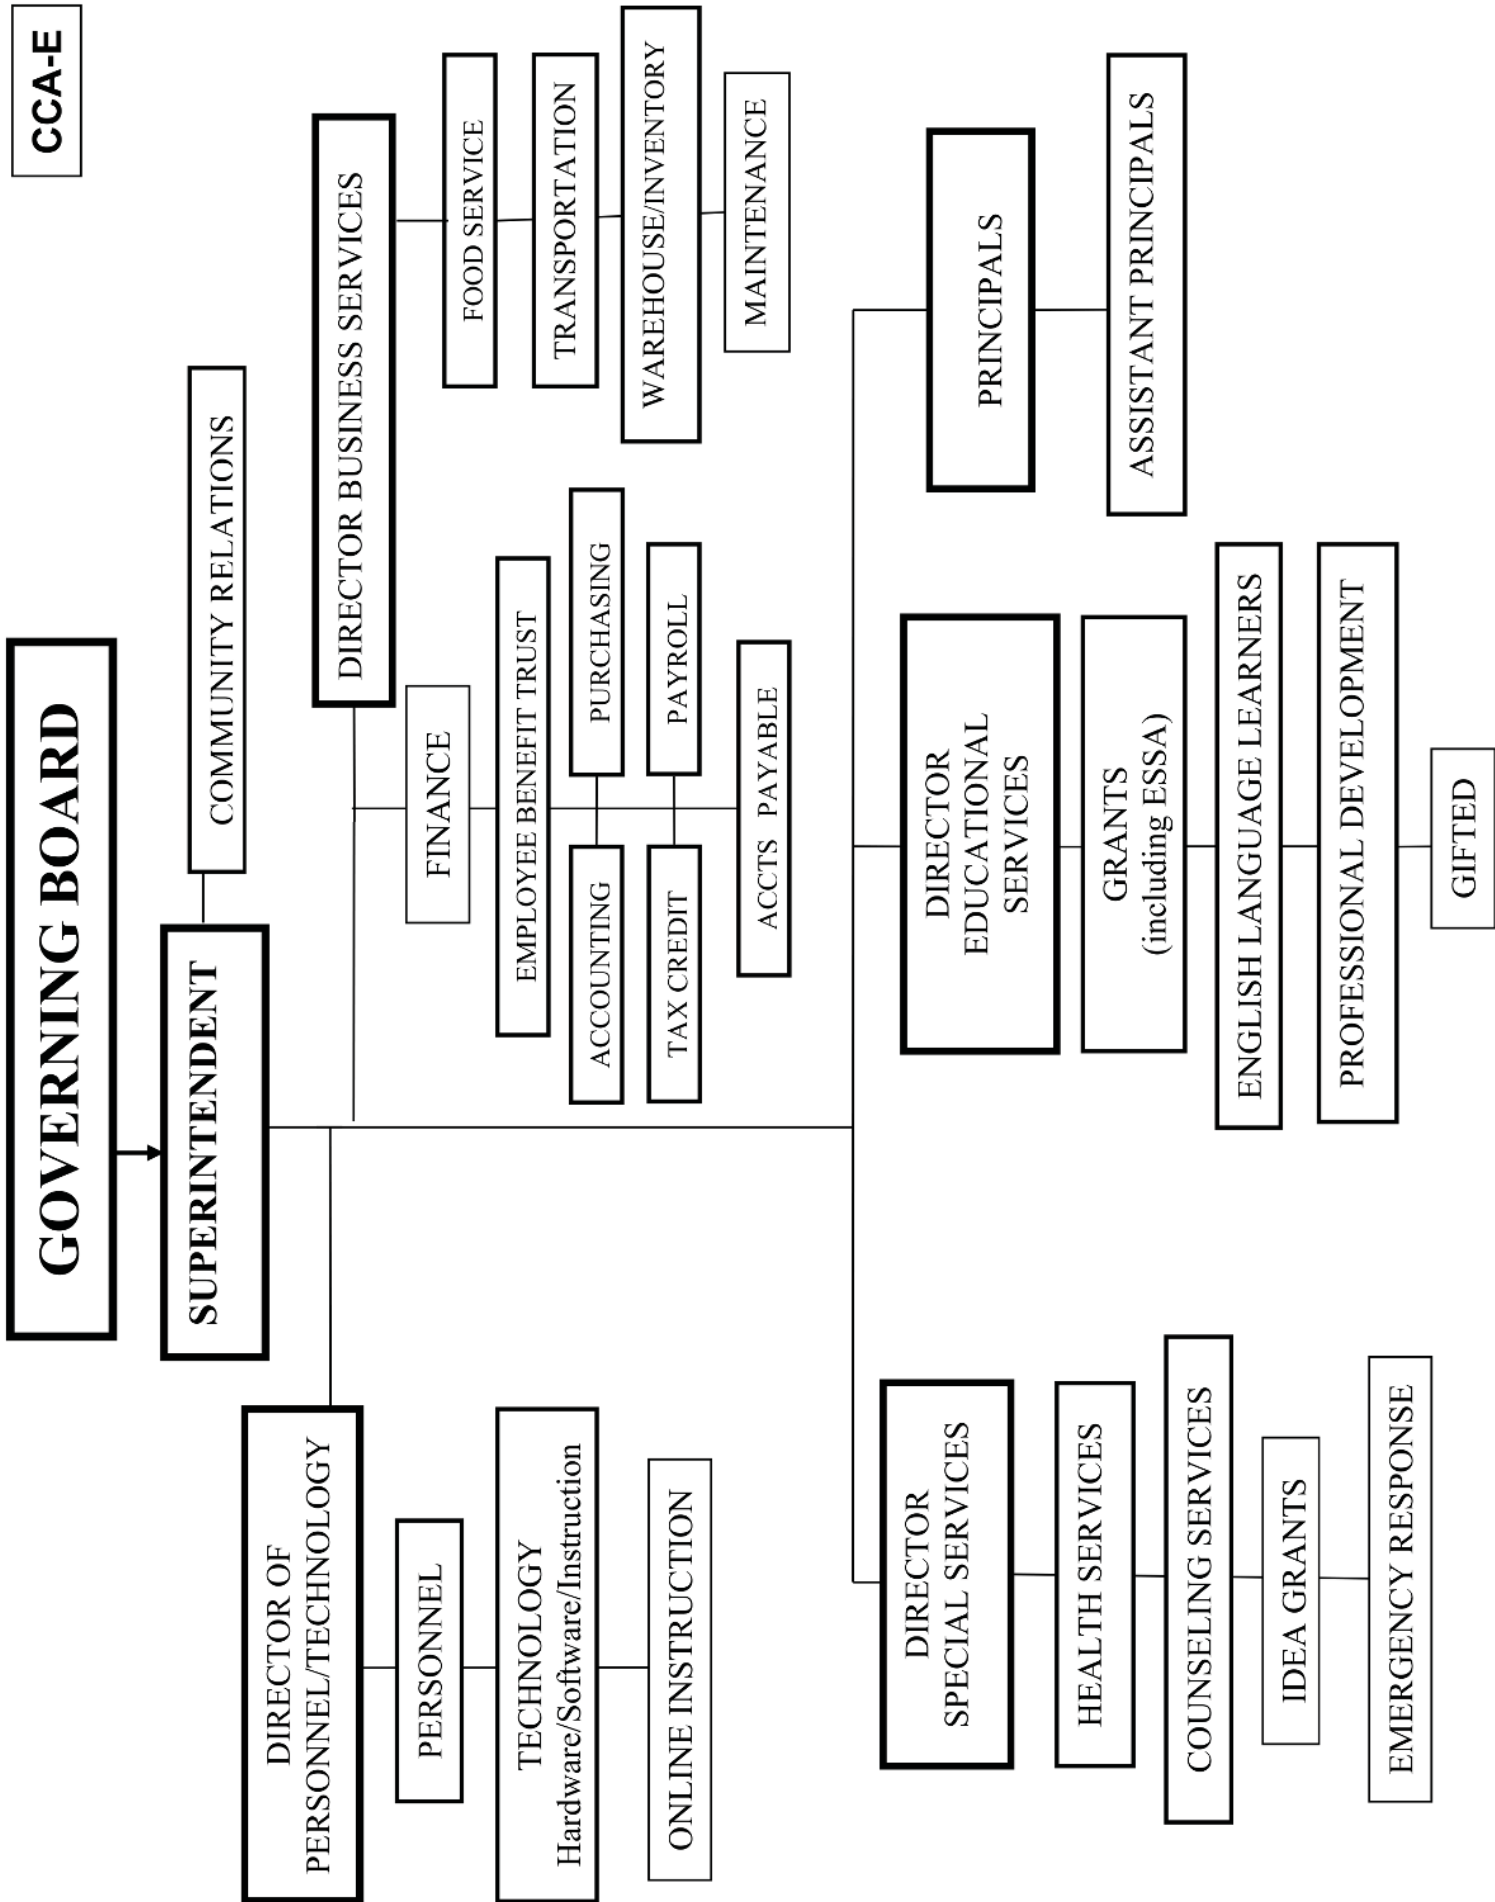 CCA-E
GOVERNING BOARD
SUPERINTENDENT
COMMUNITY RELATIONS
DIRECTOR OF
PERSONNEL/TECHNOLOGY
PERSONNEL
TECHNOLOGY
Hardware/Software/Instruction
ONLINE INSTRUCTION
DIRECTOR BUSINESS SERVICES
FINANCE
EMPLOYEE BENEFIT TRUST
ACCOUNTING
PURCHASING
TAX CREDIT
PAYROLL
ACCTS PAYABLE
FOOD SERVICE
TRANSPORTATION
WAREHOUSE/INVENTORY
MAINTENANCE
DIRECTOR
SPECIAL SERVICES
HEALTH SERVICES
COUNSELING SERVICES
IDEA GRANTS
EMERGENCY RESPONSE
DIRECTOR
EDUCATIONAL
SERVICES
GRANTS
(including ESSA)
ENGLISH LANGUAGE LEARNERS
PROFESSIONAL DEVELOPMENT
GIFTED
PRINCIPALS
ASSISTANT PRINCIPALS